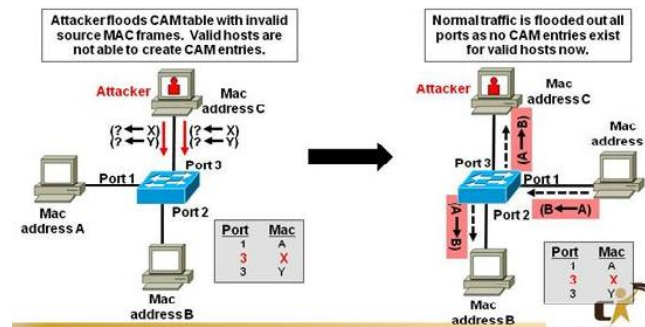 Attacker floods CAM table with invalid
source MAC frames. Valid hosts are
not able to create CAM entries.
Attacker
Mac
address C
(? ← X) (? ← X)
(? ← Y) (? ← Y)
Port 3
Port 1
Port 2
Mac
address A
Mac
address B
Port Mac
1 A
3 X
3 Y
Normal traffic is flooded out all
ports as no CAM entries exist
for valid hosts now.
Attacker
Mac
address C
(A → B)
Port 3
Port 1
Mac
address
Port 2
(B ← A)
(A → B)
Mac
address B
Port Mac
1 A
3 X
3 Y